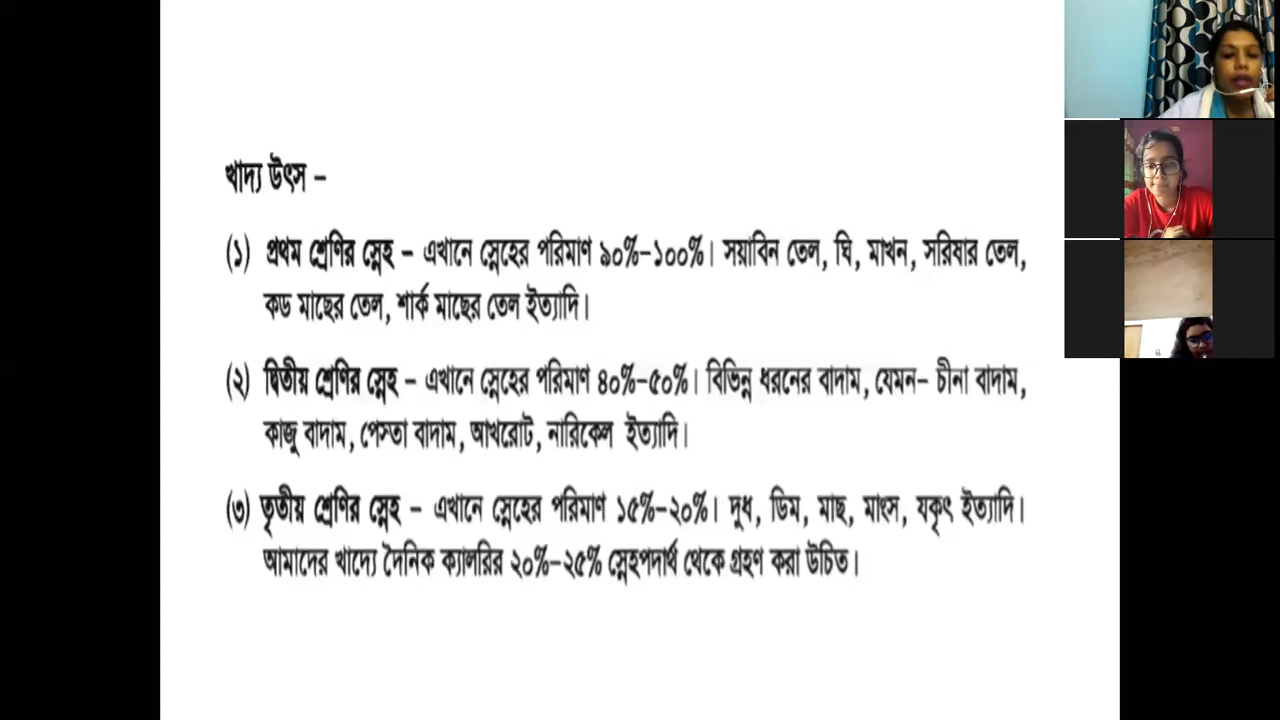 খাদ্য উৎস –
(১) প্রথম শ্রেণির স্নেহ – এখানে স্নেহের পরিমাণ ৯০%–১০০%। সয়াবিন তেল, ঘি, মাখন, সরিষার তেল,
কড মাছের তেল, শার্ক মাছের তেল ইত্যাদি।
(২) দ্বিতীয় শ্রেণির স্নেহ – এখানে স্নেহের পরিমাণ ৪০%–৫০%। বিভিন্ন ধরনের বাদাম, যেমন– চীনা বাদাম,
কাজু বাদাম, পেস্তা বাদাম, আখরোট, নারিকেল ইত্যাদি।
(৩) তৃতীয় শ্রেণির স্নেহ – এখানে স্নেহের পরিমাণ ১৫%–২০%। দুধ, ডিম, মাছ, মাংস, যকৃৎ ইত্যাদি।
আমাদের খাদ্যে দৈনিক ক্যালরির ২০%–২৫% স্নেহপদার্থ থেকে গ্রহণ করা উচিত।